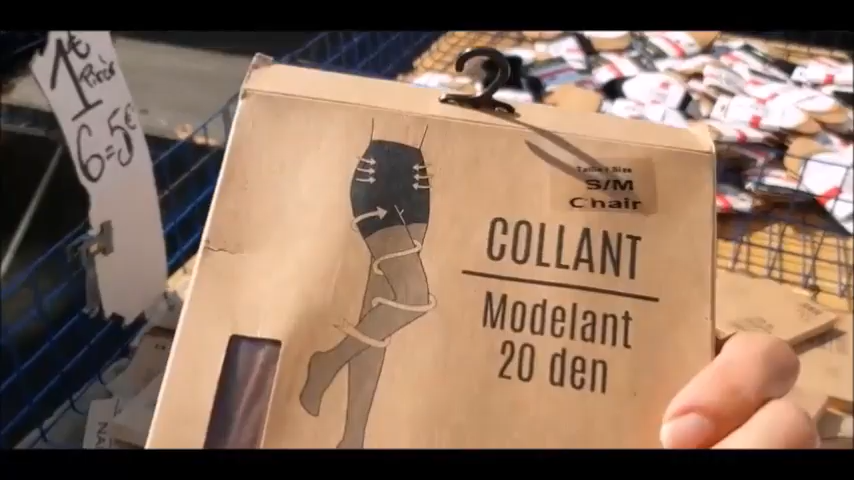 1€
Pièce
6=5€
Taille / Size
S/M
Chair
COLLANT
Modelant
20 den